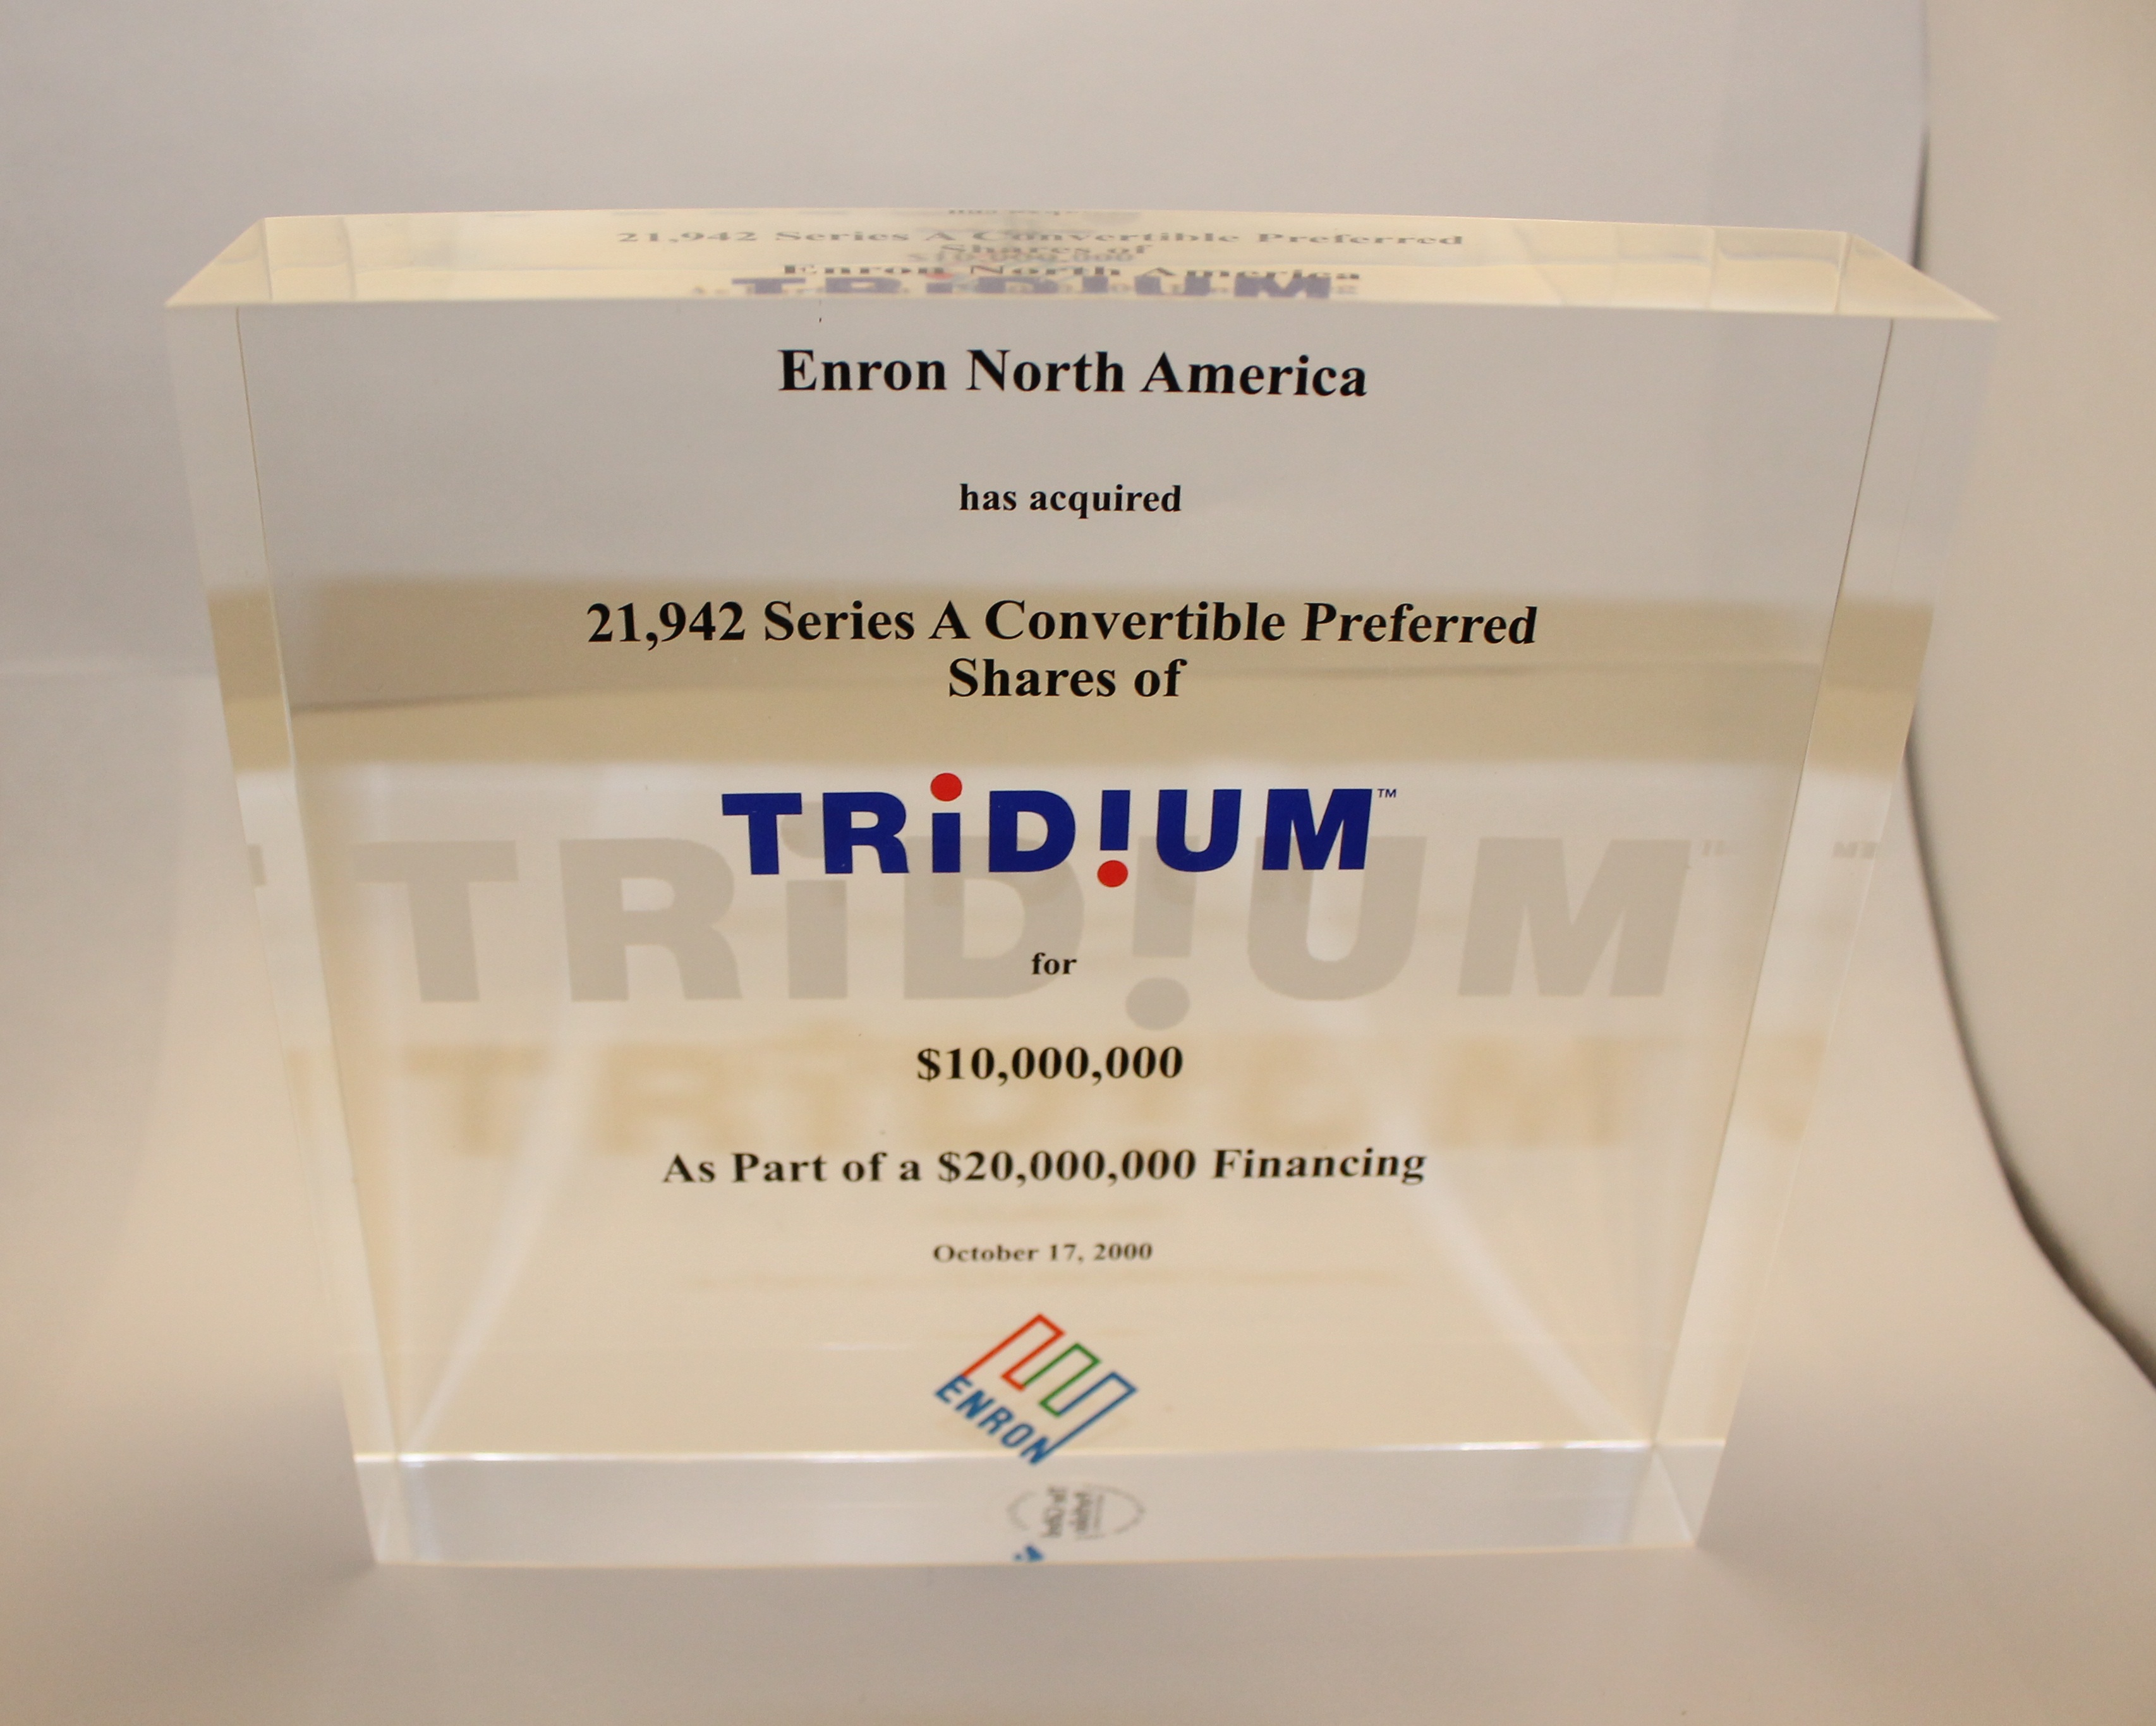 Enron North America
has acquired
21,942 Series A Convertible Preferred
Shares of
TRiD!UM™
for
$10,000,000
As Part of a $20,000,000 Financing
October 17, 2000
ENRON